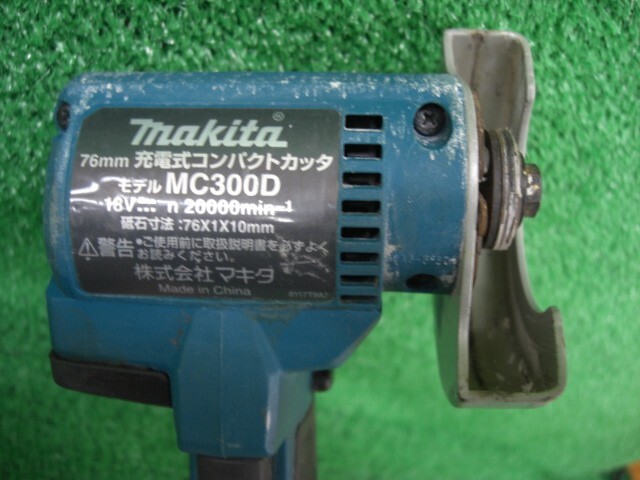 makita®
76mm 充電式コンパクトカッタ
モデル MC300D
18V⎓ n 20000min-1
砥石寸法:76X1X10mm
⚠警告 •ご使用前に取扱説明書を必ずよく
お読みください。
株式会社 マキタ
Made in China